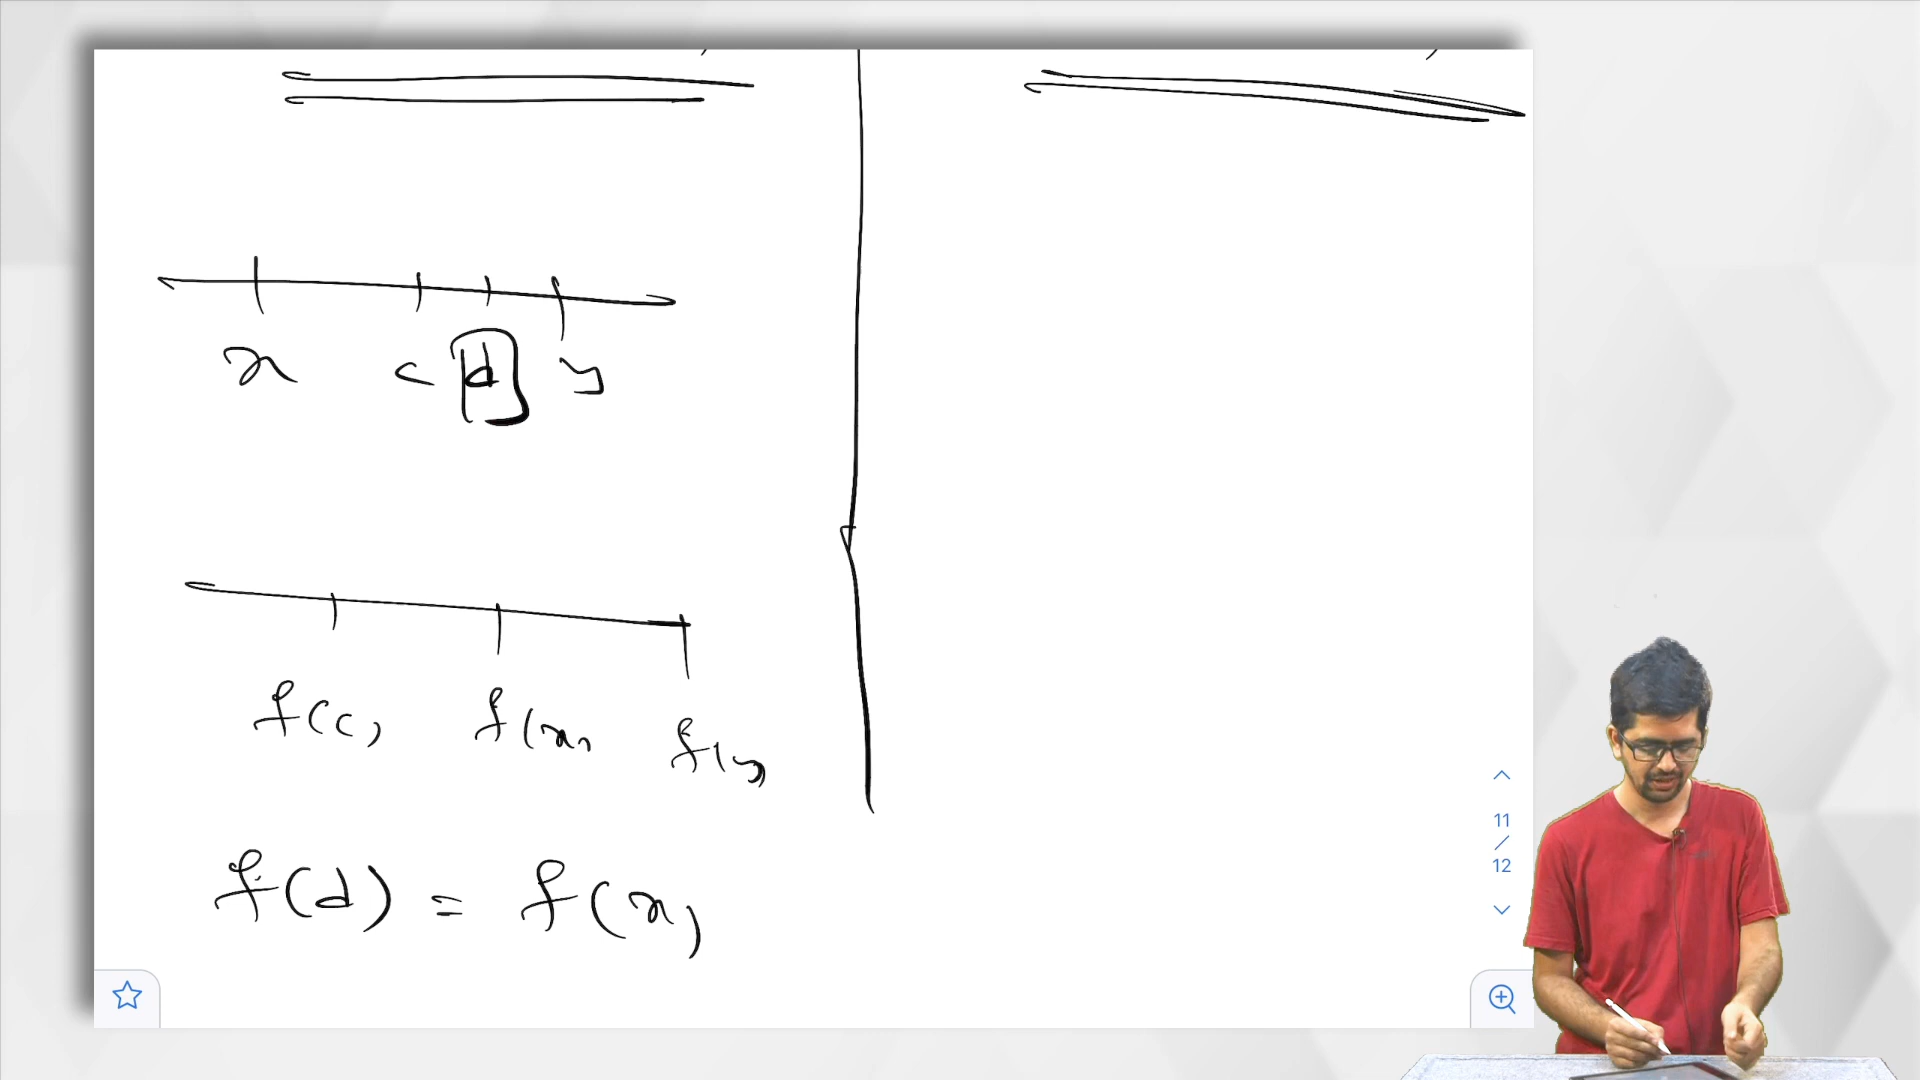 x c d y
f(c) f(x) f(y)
f(d) = f(x)
11
/
12